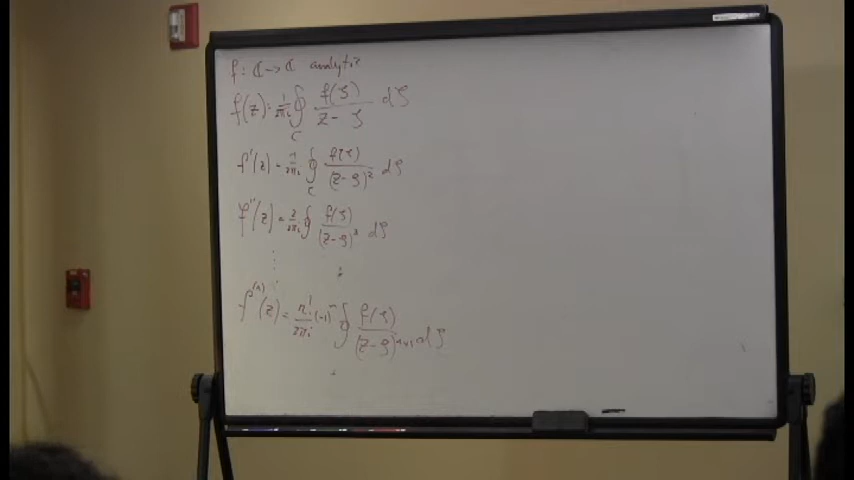 f : ℂ → ℂ analytic
f(z) = 1/2πi ∮_C f(ζ)/(z - ζ) dζ
f'(z) = 1/2πi ∮_C f(ζ)/(z - ζ)² dζ
f''(z) = 2/2πi ∮ f(ζ)/(z - ζ)³ dζ
⋮ ⋮
f^(n)(z) = n!/2πi (-1)^n ∮ f(ζ)/(z - ζ)^(n+1) dζ